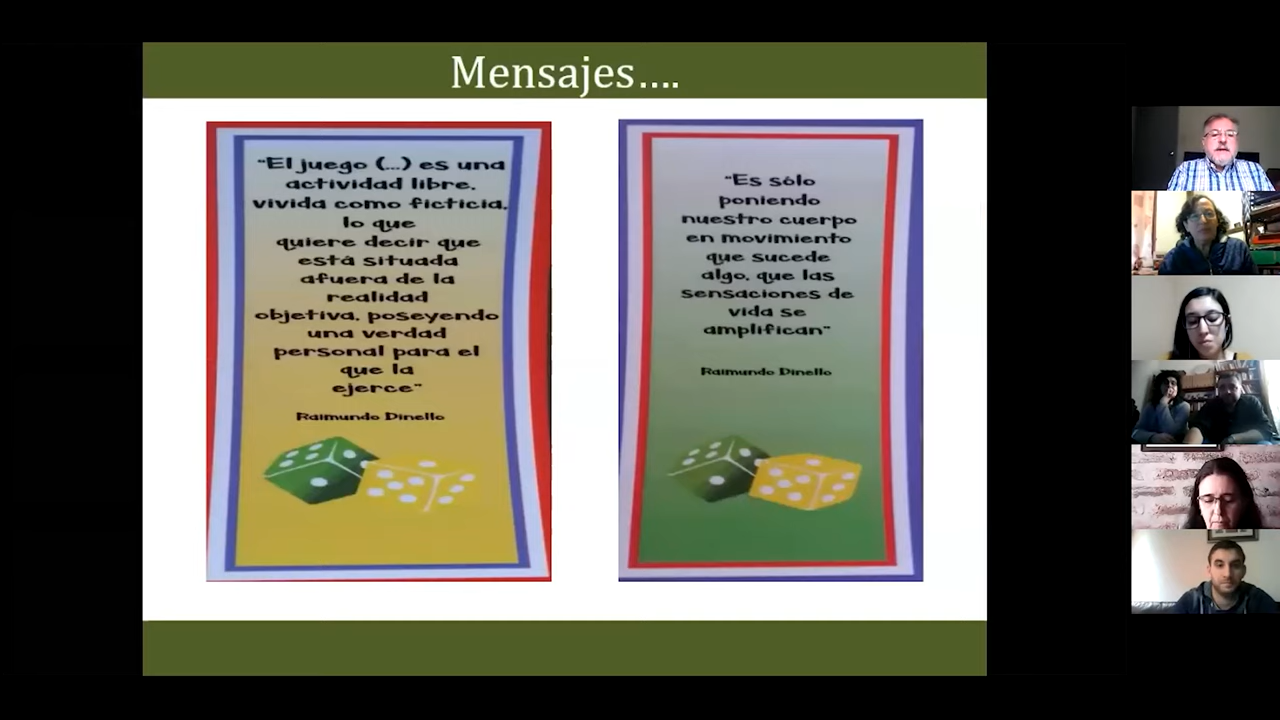 Mensajes....
“El juego (...) es una
actividad libre,
vivida como ficticia,
lo que
quiere decir que
está situada
afuera de la
realidad
objetiva, poseyendo
una verdad
personal para el
que la
ejerce”
Raimundo Dinello
“Es sólo
poniendo
nuestro cuerpo
en movimiento
que sucede
algo, que las
sensaciones de
vida se
amplifican”
Raimundo Dinello